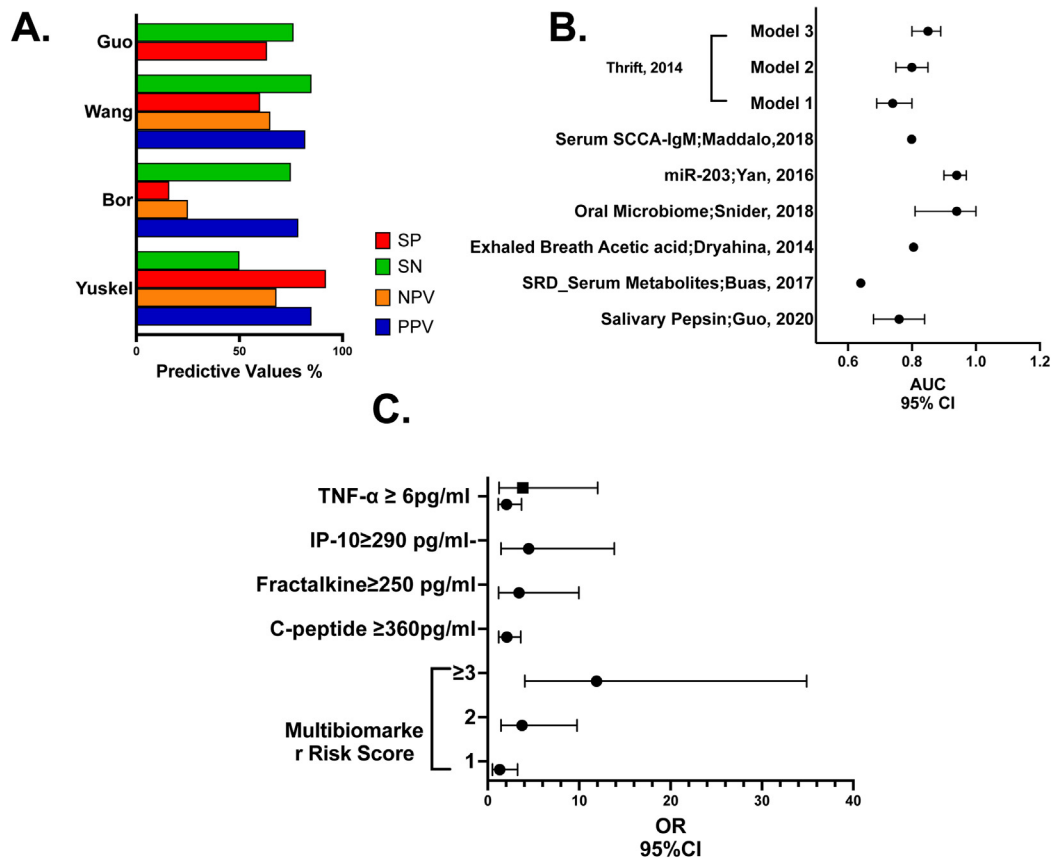 A.
Guo
Wang
Bor
Yuskel
0
50
100
Predictive Values %
SP
SN
NPV
PPV
B.
Thrift, 2014
Model 3
Model 2
Model 1
Serum SCCA-IgM;Maddalo,2018
miR-203;Yan, 2016
Oral Microbiome;Snider, 2018
Exhaled Breath Acetic acid;Dryahina, 2014
SRD_Serum Metabolites;Buas, 2017
Salivary Pepsin;Guo, 2020
0.6
0.8
1.0
1.2
AUC
95% CI
C.
TNF-α ≥ 6pg/ml
IP-10≥290 pg/ml-
Fractalkine≥250 pg/ml
C-peptide ≥360pg/ml
Multibiomarke
r Risk Score
≥3
2
1
0
10
20
30
40
OR
95%CI